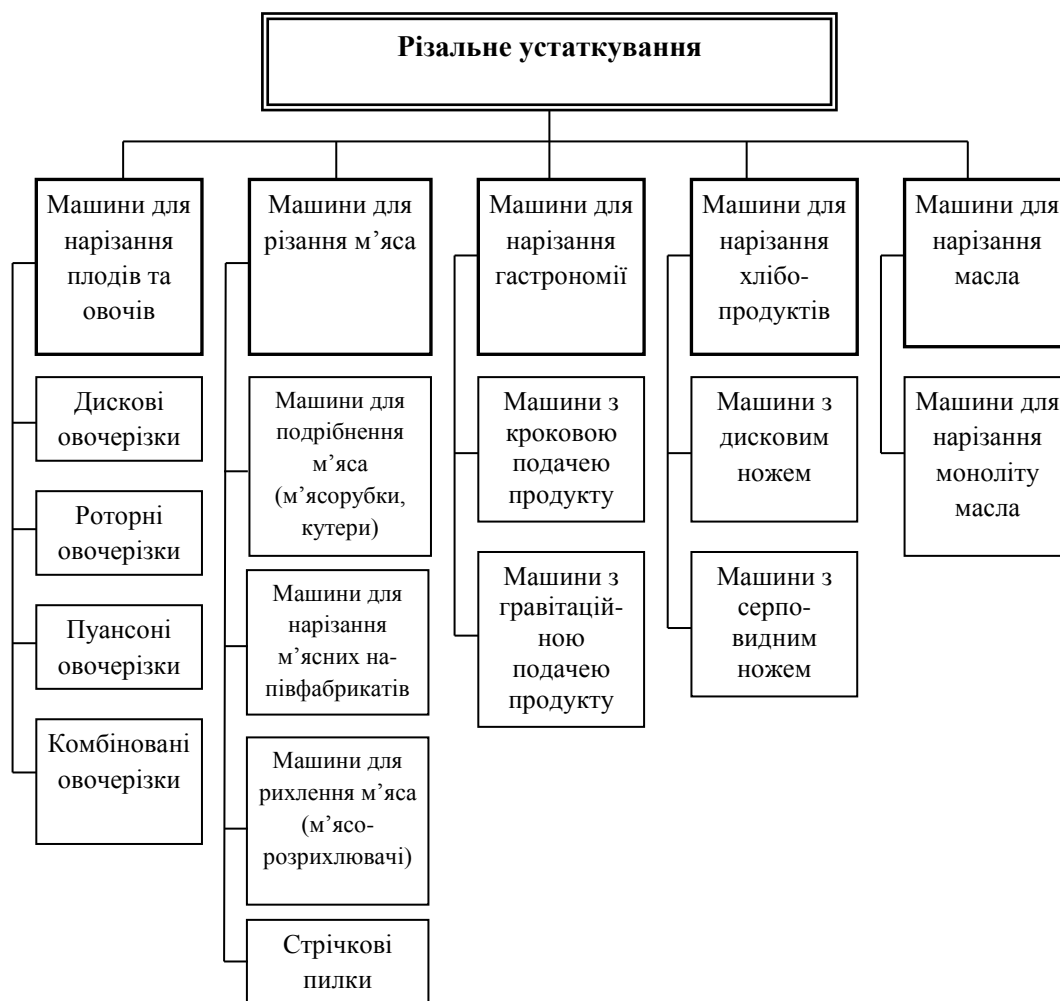 Різальне устаткування
Машини для
нарізання
плодів та
овочів
Дискові
овочерізки
Роторні
овочерізки
Пуансоні
овочерізки
Комбіновані
овочерізки
Машини для
різання м’яса
Машини для
подрібнення
м’яса
(м’ясорубки,
кутери)
Машини для
нарізання
м’ясних на-
півфабрикатів
Машини для
рихлення м’яса
(м’ясо-
розрихлювачі)
Стрічкові
пилки
Машини для
нарізання
гастрономії
Машини з
кроковою
подачею
продукту
Машини з
гравітацій-
ною
подачею
продукту
Машини для
нарізання
хлібо-
продуктів
Машини з
дисковим
ножем
Машини з
серпо-
видним
ножем
Машини для
нарізання
масла
Машини для
нарізання
моноліту
масла